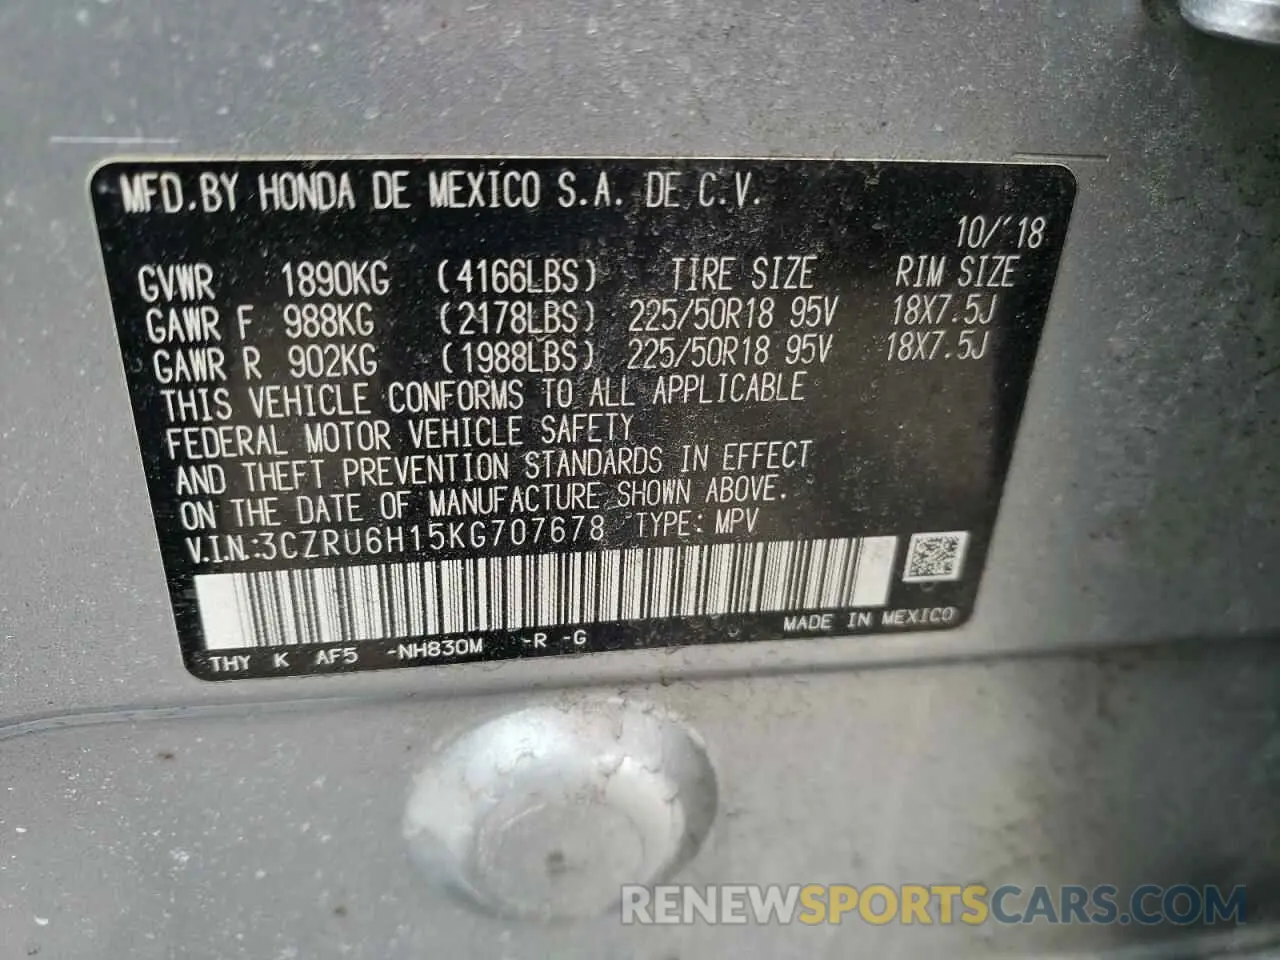 MFD.BY HONDA DE MEXICO S.A. DE C.V.
10/'18
GVWR 1890KG (4166LBS) TIRE SIZE RIM SIZE
GAWR F 988KG (2178LBS) 225/50R18 95V 18X7.5J
GAWR R 902KG (1988LBS) 225/50R18 95V 18X7.5J
THIS VEHICLE CONFORMS TO ALL APPLICABLE
FEDERAL MOTOR VEHICLE SAFETY
AND THEFT PREVENTION STANDARDS IN EFFECT
ON THE DATE OF MANUFACTURE SHOWN ABOVE.
V.I.N.:3CZRU6H15KG707678 TYPE: MPV
MADE IN MEXICO
THY K AF5 -NH830M -R -G
RENEWSPORTSCARS.COM